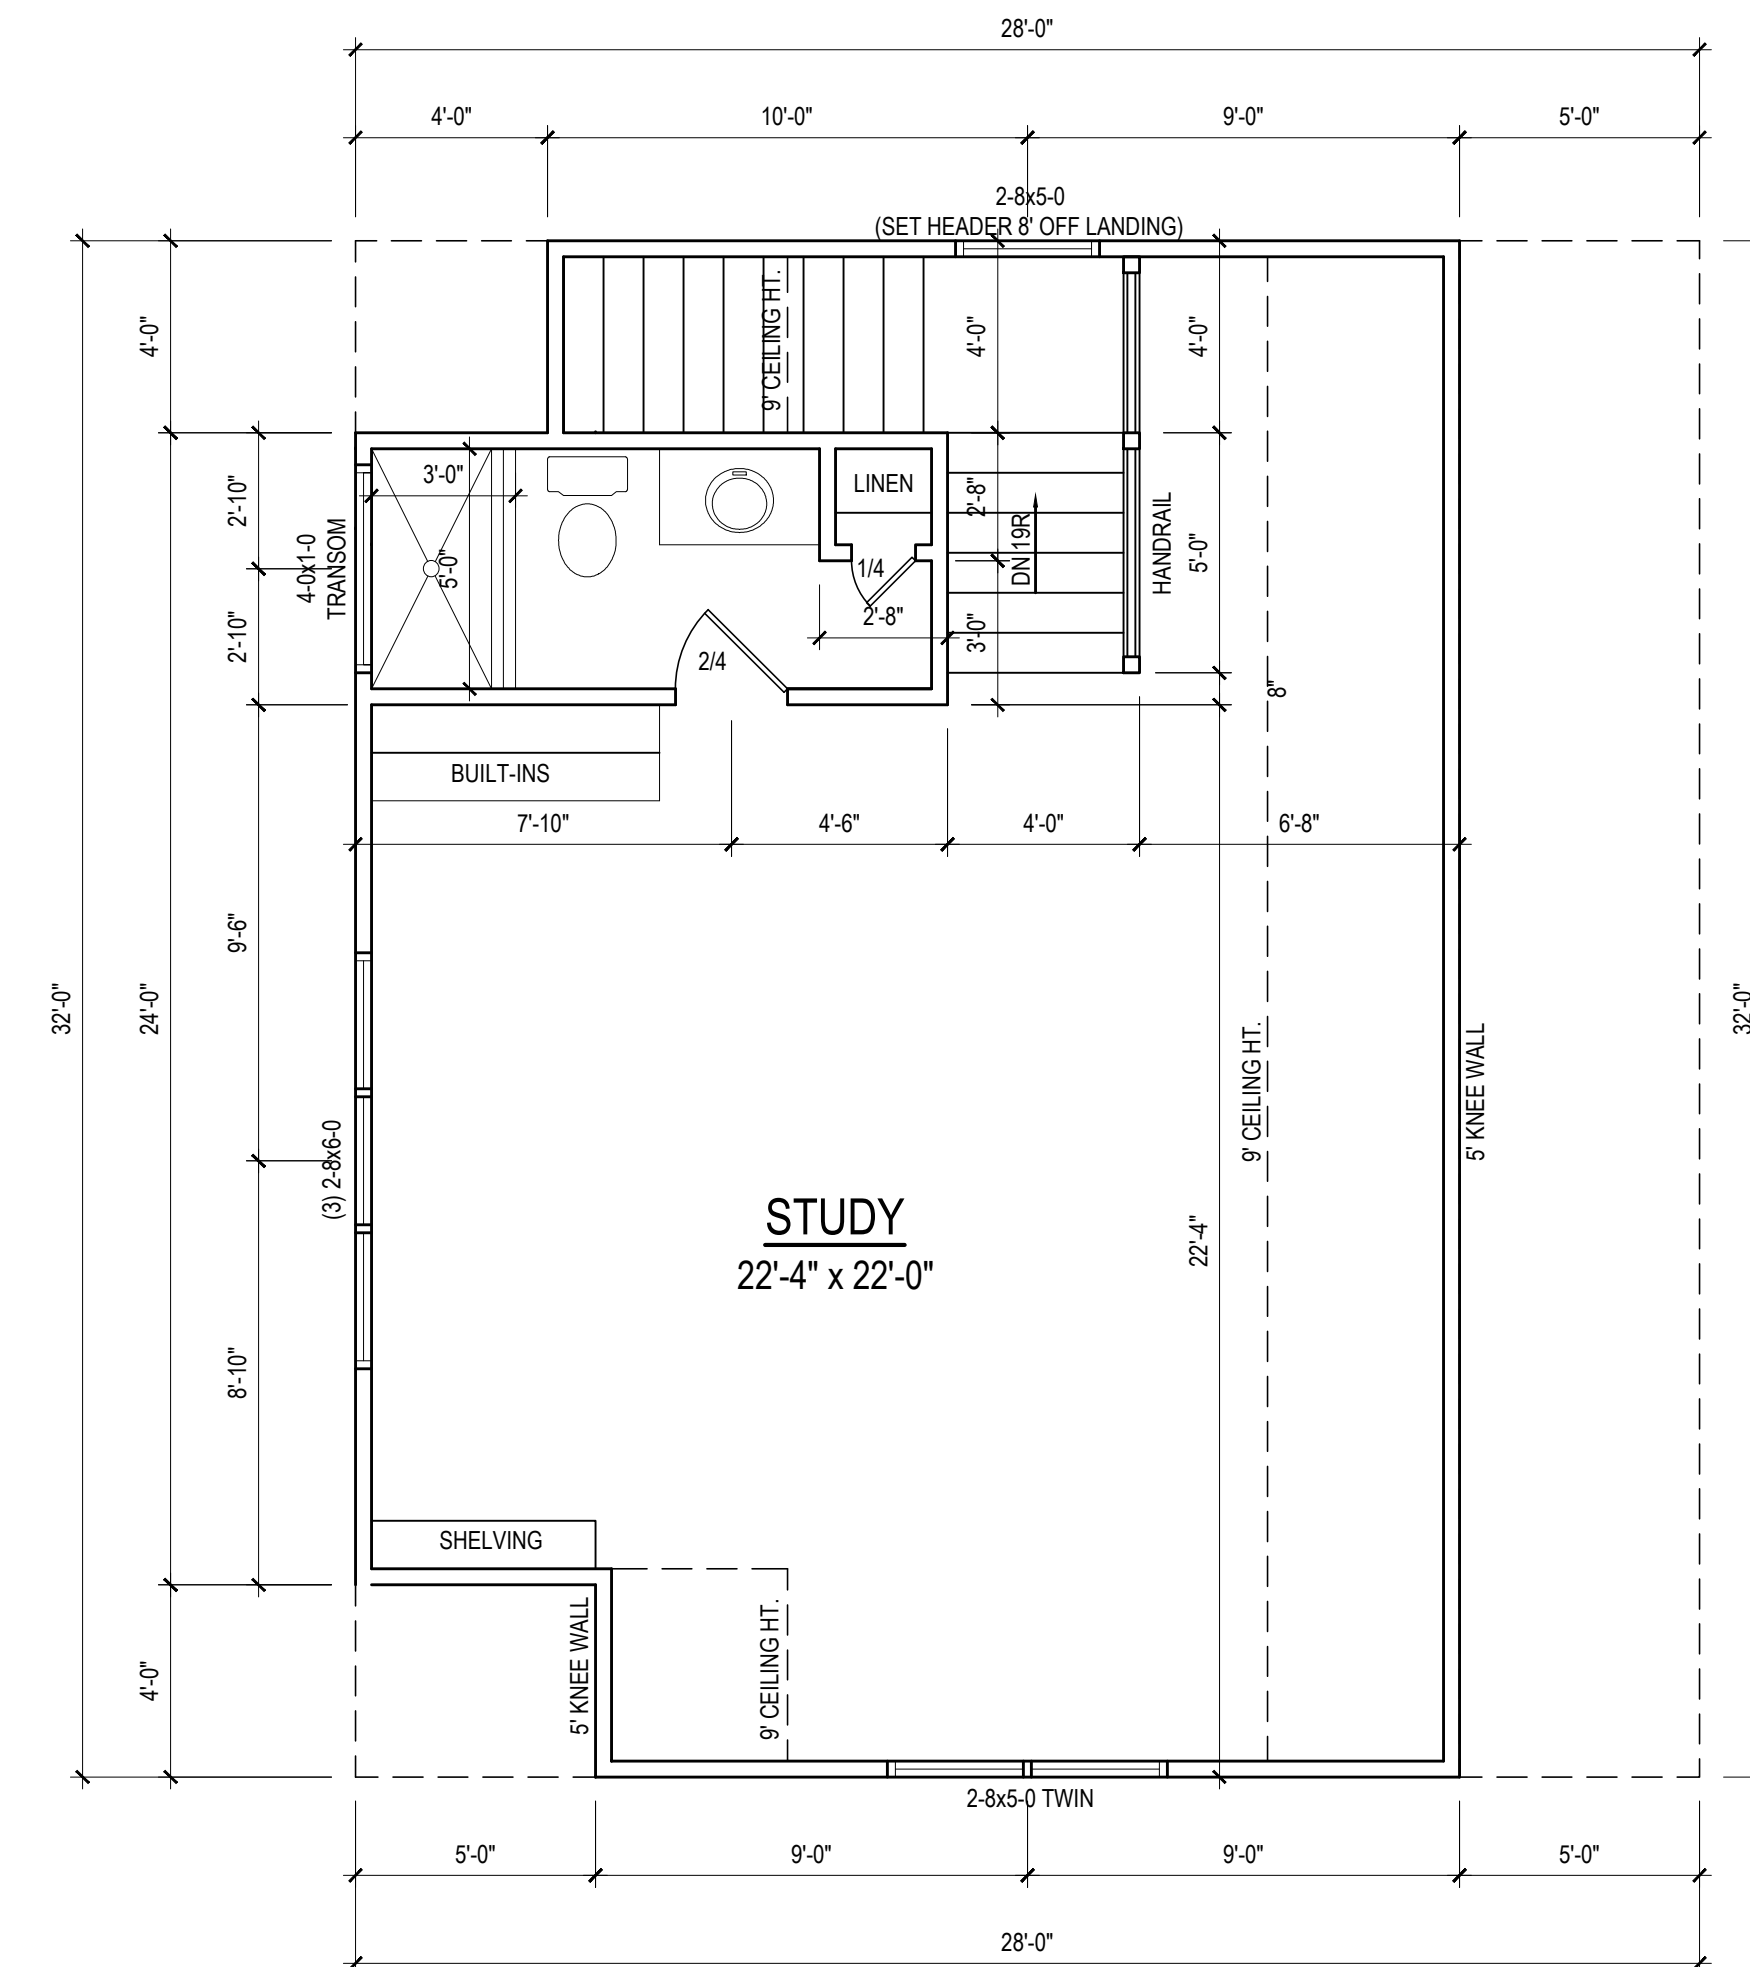 28'-0"
4'-0"
10'-0"
9'-0"
5'-0"
2-8x5-0
(SET HEADER 8' OFF LANDING)
4'-0"
9' CEILING HT.
4'-0"
4'-0"
2'-10"
3'-0"
LINEN
2'-8"
4-0x1-0
TRANSOM
5'-0"
1/4
DN 19R
HANDRAIL
5'-0"
2'-10"
2'-8"
3'-0"
2/4
8"
BUILT-INS
7'-10"
4'-6"
4'-0"
6'-8"
9'-6"
32'-0"
24'-0"
32'-0"
9' CEILING HT.
5' KNEE WALL
(3) 2-8x6-0
STUDY
22'-4" x 22'-0"
22'-4"
8'-10"
SHELVING
4'-0"
5' KNEE WALL
9' CEILING HT.
2-8x5-0 TWIN
5'-0"
9'-0"
9'-0"
5'-0"
28'-0"